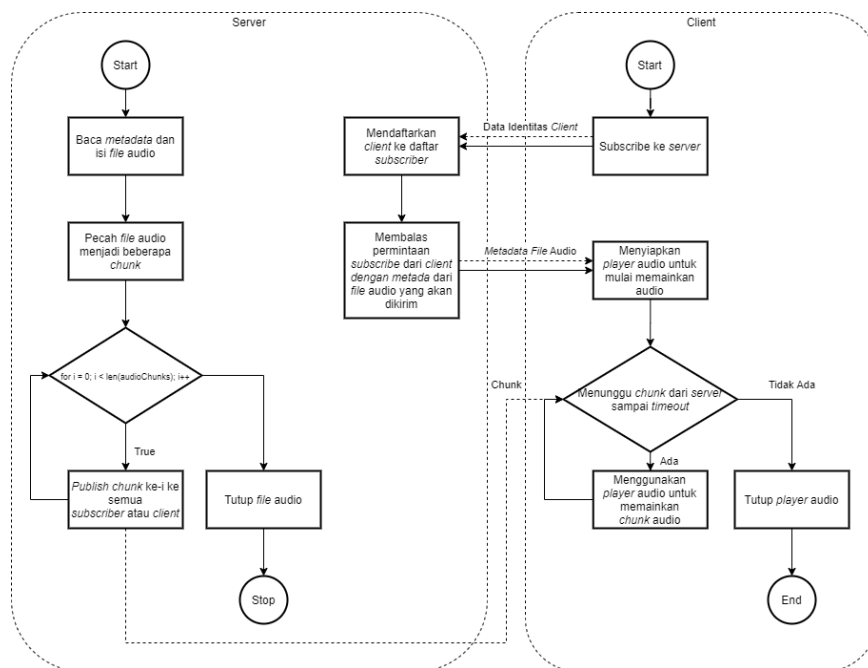 Server
Client
Start
Start
Baca metadata dan
isi file audio
Mendaftarkan
client ke daftar
subscriber
Data Identitas Client
Subscribe ke server
Pecah file audio
menjadi beberapa
chunk
Membalas
permintaan
subscribe dari client
dengan metada dari
file audio yang akan
dikirim
Metadata File Audio
Menyiapkan
player audio untuk
mulai memainkan
audio
for i = 0; i < len(audioChunks); i++
Chunk
Menunggu chunk dari server
sampai timeout
Tidak Ada
True
Ada
Publish chunk ke-i ke
semua
subscriber atau client
Tutup file audio
Menggunakan
player audio untuk
memainkan
chunk audio
Tutup player audio
Stop
End